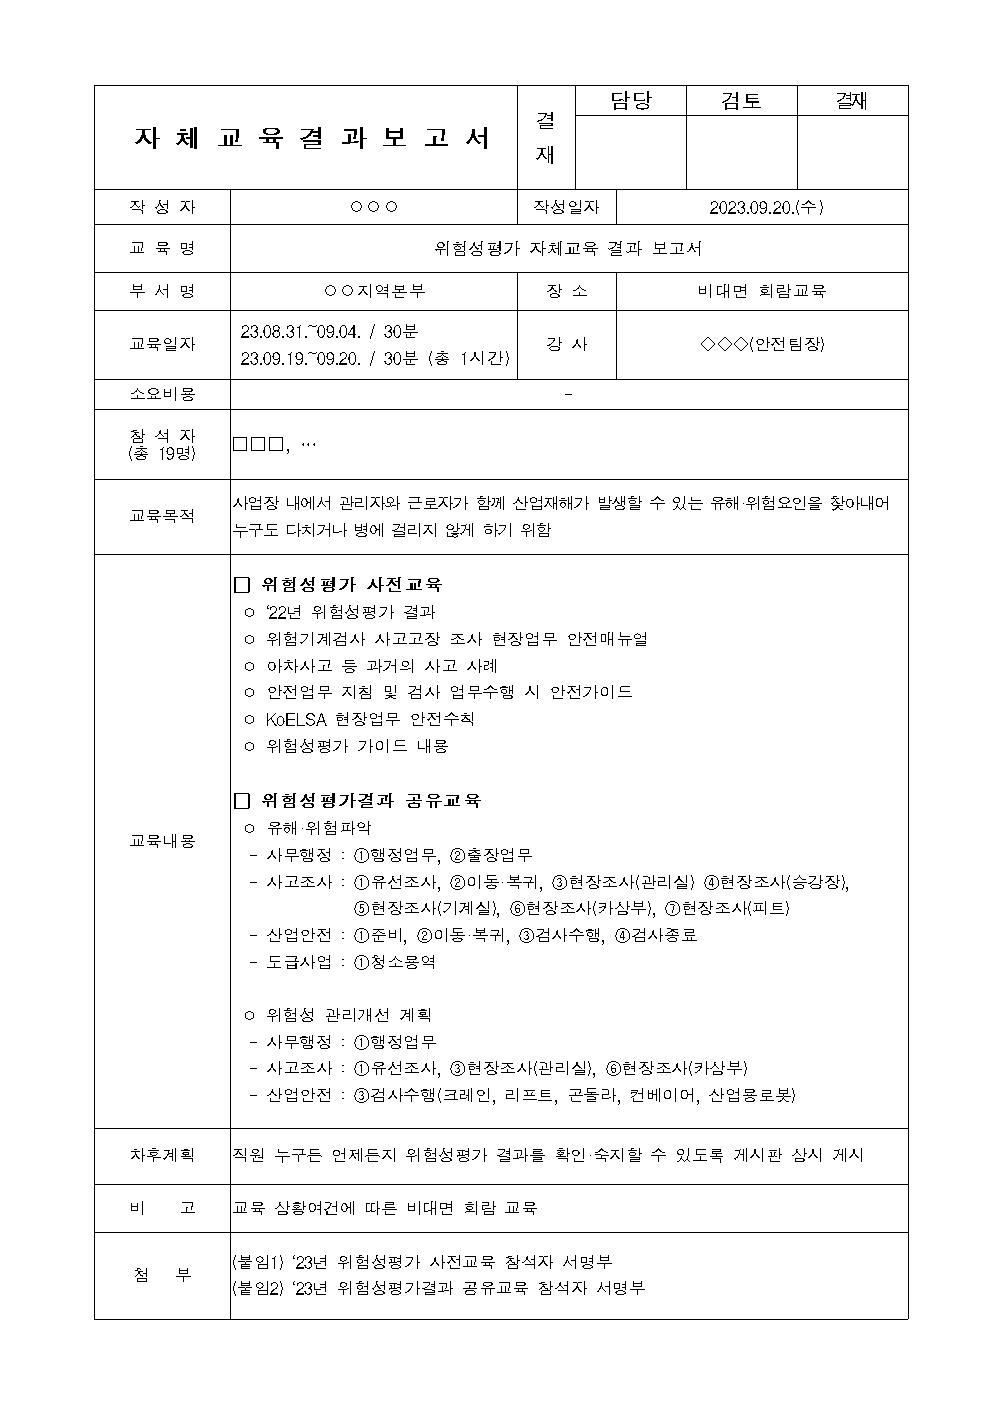 자 체 교 육 결 과 보 고 서
결
재
담당 검토 결재
작 성 자 ○○○ 작성일자 2023.09.20.(수)
교 육 명 위험성평가 자체교육 결과 보고서
부 서 명 ○○지역본부 장 소 비대면 회람교육
교육일자
23.08.31.~09.04. / 30분
23.09.19.~09.20. / 30분 (총 1시간)
강 사 ◇◇◇(안전팀장)
소요비용 -
참 석 자
(총 19명)
□□□, …
교육목적
사업장 내에서 관리자와 근로자가 함께 산업재해가 발생할 수 있는 유해·위험요인을 찾아내어
누구도 다치거나 병에 걸리지 않게 하기 위함
교육내용
□ 위험성평가 사전교육
○ ‘22년 위험성평가 결과
○ 위험기계검사 사고고장 조사 현장업무 안전매뉴얼
○ 아차사고 등 과거의 사고 사례
○ 안전업무 지침 및 검사 업무수행 시 안전가이드
○ KoELSA 현장업무 안전수칙
○ 위험성평가 가이드 내용
□ 위험성평가결과 공유교육
○ 유해·위험파악
- 사무행정 : ①행정업무, ②출장업무
- 사고조사 : ①유선조사, ②이동·복귀, ③현장조사(관리실) ④현장조사(승강장),
⑤현장조사(기계실), ⑥현장조사(카상부), ⑦현장조사(피트)
- 산업안전 : ①준비, ②이동·복귀, ③검사수행, ④검사종료
- 도급사업 : ①청소용역
○ 위험성 관리개선 계획
- 사무행정 : ①행정업무
- 사고조사 : ①유선조사, ③현장조사(관리실), ⑥현장조사(카상부)
- 산업안전 : ③검사수행(크레인, 리프트, 곤돌라, 컨베이어, 산업용로봇)
차후계획 직원 누구든 언제든지 위험성평가 결과를 확인·숙지할 수 있도록 게시판 상시 게시
비 고 교육 상황여건에 따른 비대면 회람 교육
첨 부
(붙임1) ‘23년 위험성평가 사전교육 참석자 서명부
(붙임2) ‘23년 위험성평가결과 공유교육 참석자 서명부